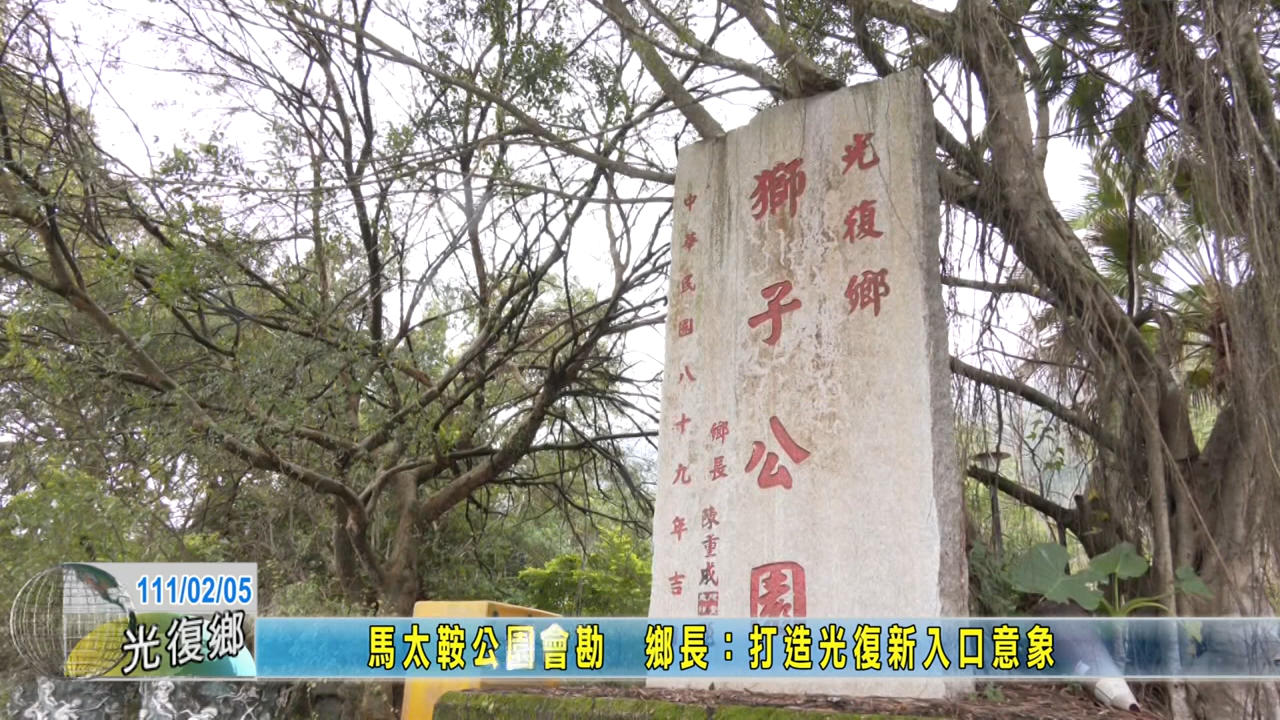 光復鄉
獅子公園
鄉長 陳重成
中華民國八十九年吉
111/02/05
光復鄉
馬太鞍公園會勘 鄉長：打造光復新入口意象